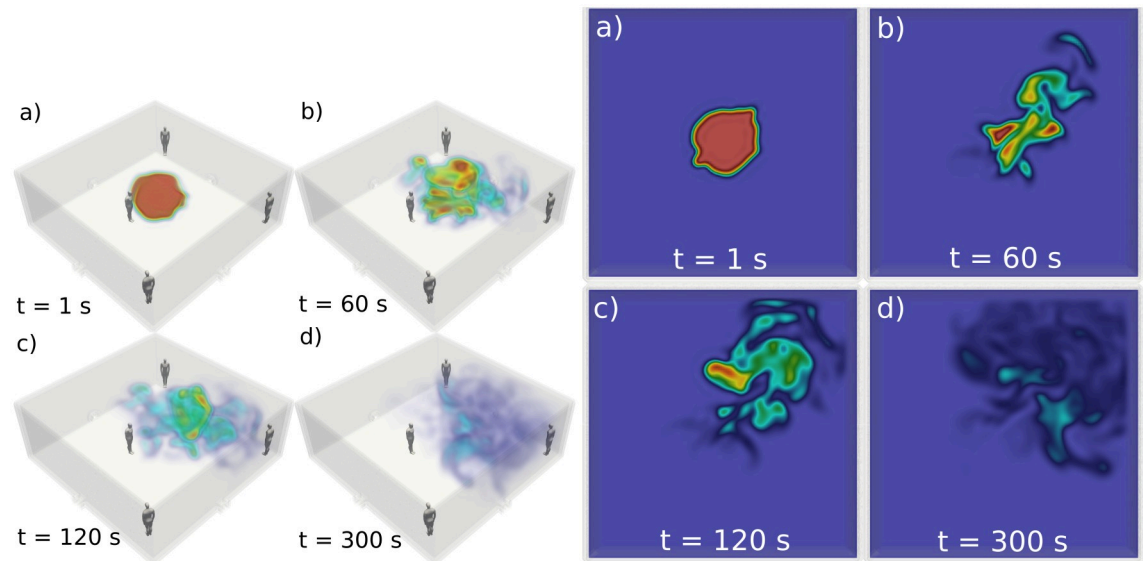 a)
t = 1 s
b)
t = 60 s
c)
t = 120 s
d)
t = 300 s
a)
t = 1 s
b)
t = 60 s
c)
t = 120 s
d)
t = 300 s